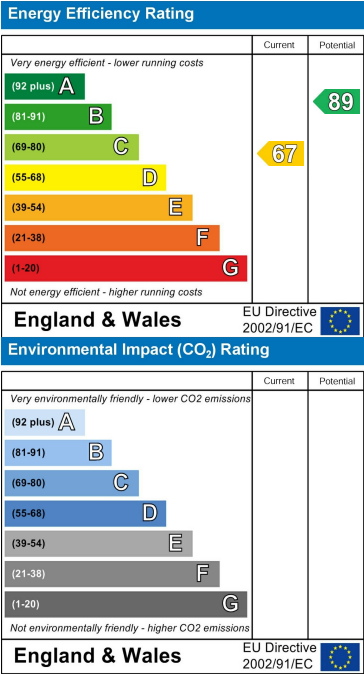 Energy Efficiency Rating
Current Potential
Very energy efficient - lower running costs
(92 plus) A
(81-91) B
89
(69-80) C
67
(55-68) D
(39-54) E
(21-38) F
(1-20) G
Not energy efficient - higher running costs
England & Wales
EU Directive
2002/91/EC
Environmental Impact (CO₂) Rating
Current Potential
Very environmentally friendly - lower CO2 emissions
(92 plus) A
(81-91) B
(69-80) C
(55-68) D
(39-54) E
(21-38) F
(1-20) G
Not environmentally friendly - higher CO2 emissions
England & Wales
EU Directive
2002/91/EC